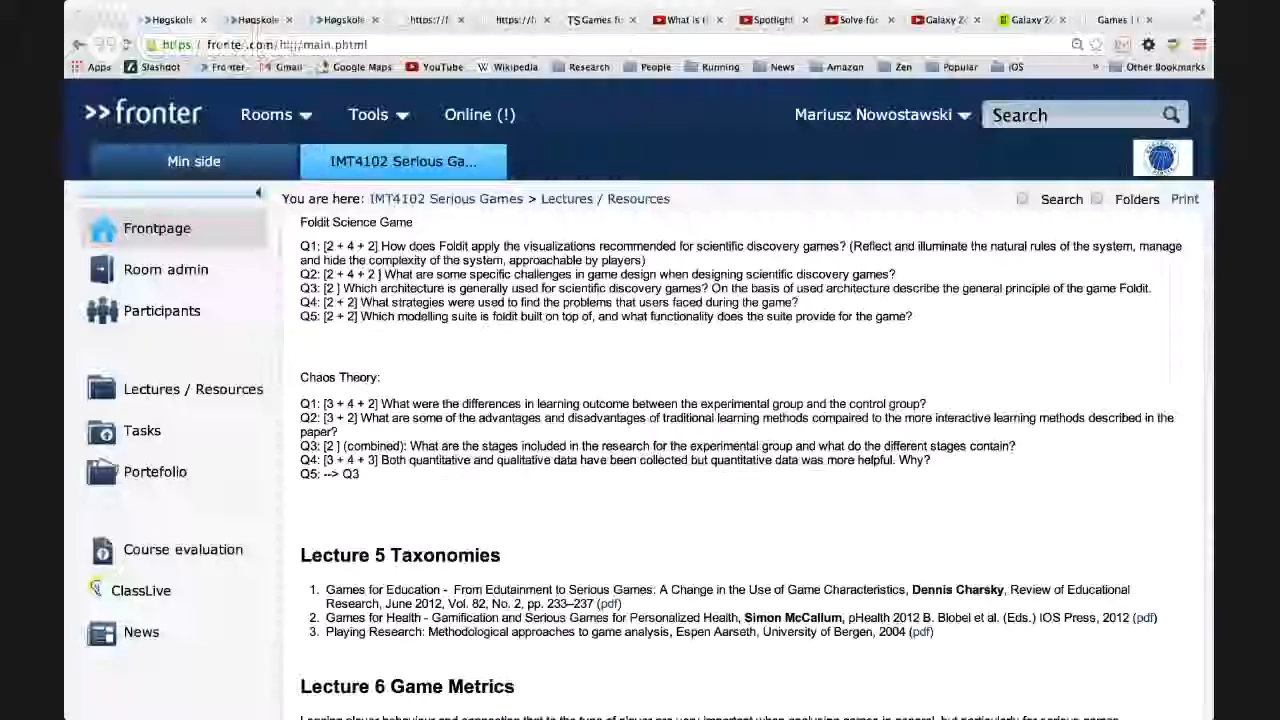 »Høgskole × »Høgskole × »Høgskole × https:// × https:// × TS Games fo × What is × Spotlight × Solve for × Galaxy Z × Galaxy Z × Games | ×
Apps Slashdot Fronter Gmail Google Maps YouTube Wikipedia Research People Running News Amazon Zen Popular iOS » Other Bookmarks
>>fronter Rooms Tools Online (!) Mariusz Nowostawski Search
Min side IMT4102 Serious Ga...
You are here: IMT4102 Serious Games > Lectures / Resources Search Folders Print
Frontpage
Room admin
Participants
Lectures / Resources
Tasks
Portefolio
Course evaluation
ClassLive
News
Foldit Science Game
Q1: [2 + 4 + 2] How does Foldit apply the visualizations recommended for scientific discovery games? (Reflect and illuminate the natural rules of the system, manage
and hide the complexity of the system, approachable by players)
Q2: [2 + 4 + 2 ] What are some specific challenges in game design when designing scientific discovery games?
Q3: [2 ] Which architecture is generally used for scientific discovery games? On the basis of used architecture describe the general principle of the game Foldit.
Q4: [2 + 2] What strategies were used to find the problems that users faced during the game?
Q5: [2 + 2] Which modelling suite is foldit built on top of, and what functionality does the suite provide for the game?
Chaos Theory:
Q1: [3 + 4 + 2] What were the differences in learning outcome between the experimental group and the control group?
Q2: [3 + 2] What are some of the advantages and disadvantages of traditional learning methods compaired to the more interactive learning methods described in the
paper?
Q3: [2 ] (combined): What are the stages included in the research for the experimental group and what do the different stages contain?
Q4: [3 + 4 + 3] Both quantitative and qualitative data have been collected but quantitative data was more helpful. Why?
Q5: --> Q3
Lecture 5 Taxonomies
1. Games for Education - From Edutainment to Serious Games: A Change in the Use of Game Characteristics, Dennis Charsky, Review of Educational
Research, June 2012, Vol. 82, No. 2, pp. 233–237 (pdf)
2. Games for Health - Gamification and Serious Games for Personalized Health, Simon McCallum, pHealth 2012 B. Blobel et al. (Eds.) IOS Press, 2012 (pdf)
3. Playing Research: Methodological approaches to game analysis, Espen Aarseth, University of Bergen, 2004 (pdf)
Lecture 6 Game Metrics